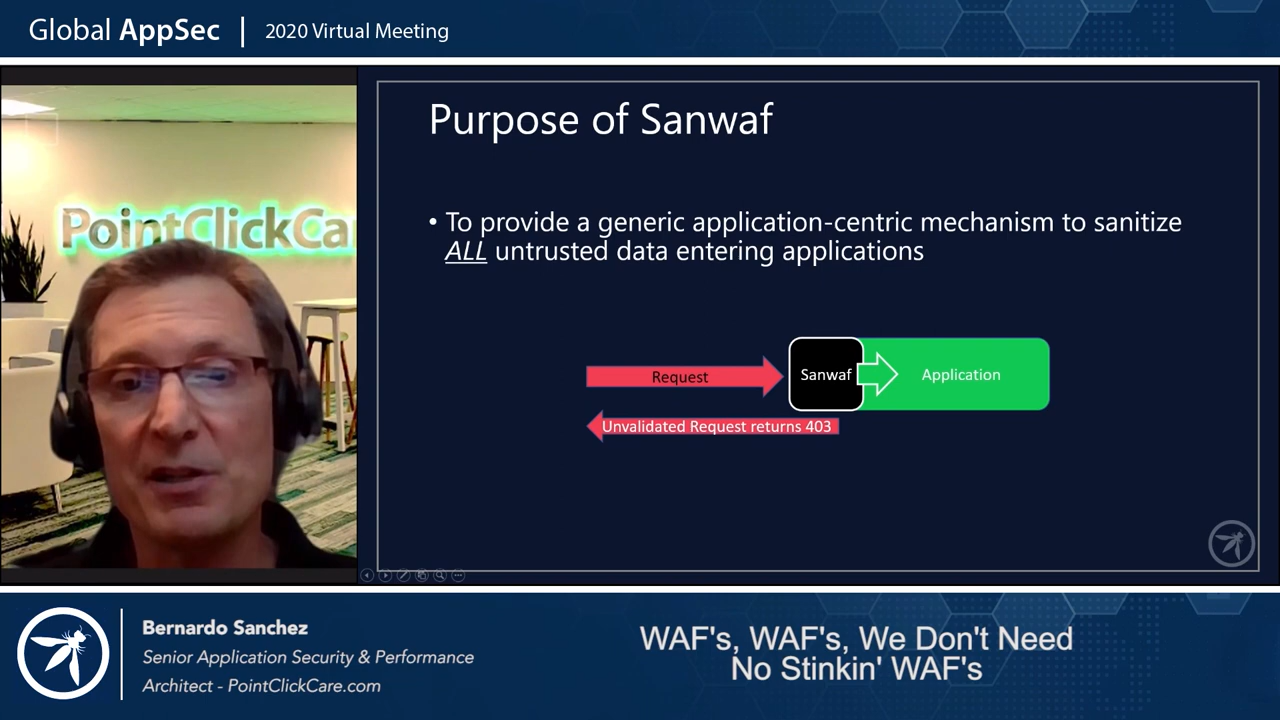 Global AppSec | 2020 Virtual Meeting
PointClickCa
Purpose of Sanwaf
• To provide a generic application-centric mechanism to sanitize
ALL untrusted data entering applications
Request
Sanwaf
Application
Unvalidated Request returns 403
Bernardo Sanchez
Senior Application Security & Performance
Architect - PointClickCare.com
WAF's, WAF's, We Don't Need
No Stinkin' WAF's